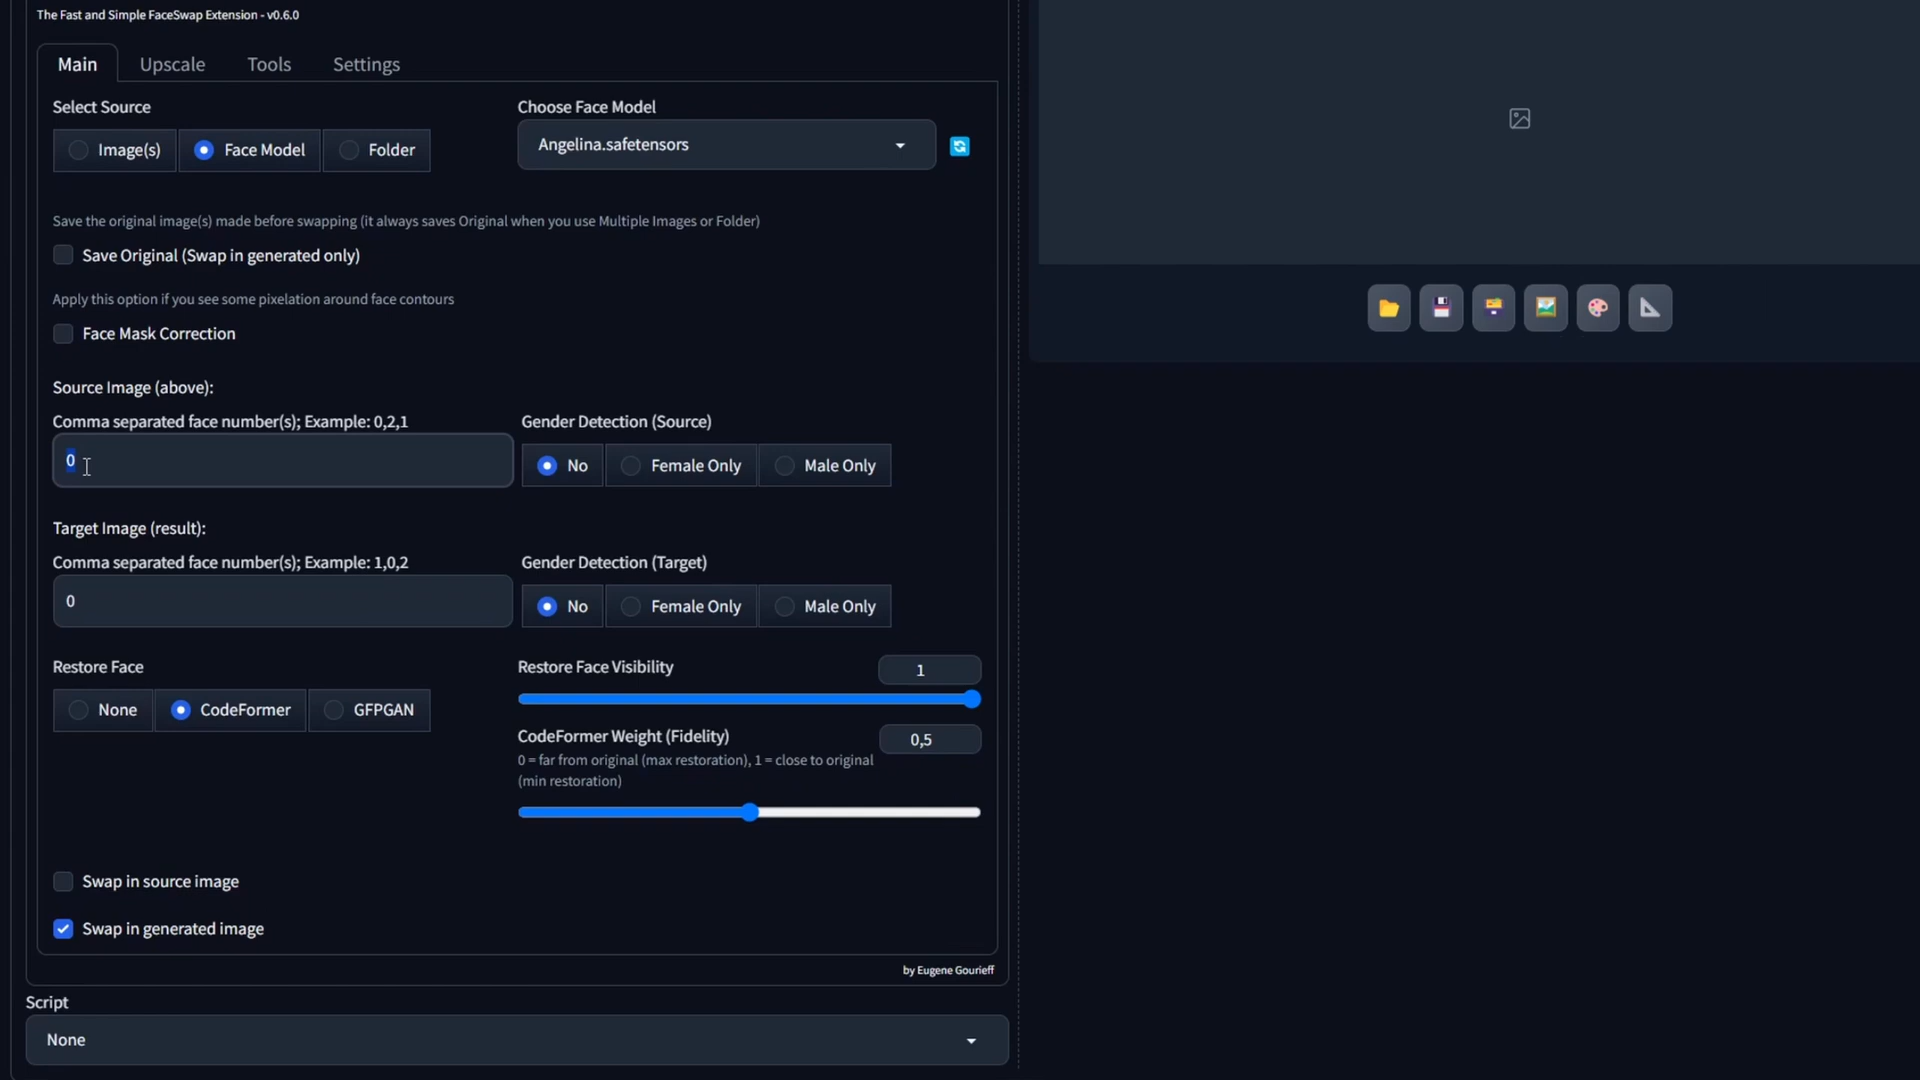 The Fast and Simple FaceSwap Extension - v0.6.0
Main Upscale Tools Settings
Select Source
Image(s) Face Model Folder
Choose Face Model
Angelina.safetensors
Save the original image(s) made before swapping (it always saves Original when you use Multiple Images or Folder)
Save Original (Swap in generated only)
Apply this option if you see some pixelation around face contours
Face Mask Correction
Source Image (above):
Comma separated face number(s); Example: 0,2,1
0
Gender Detection (Source)
No Female Only Male Only
Target Image (result):
Comma separated face number(s); Example: 1,0,2
0
Gender Detection (Target)
No Female Only Male Only
Restore Face
None CodeFormer GFPGAN
Restore Face Visibility
1
CodeFormer Weight (Fidelity)
0,5
0 = far from original (max restoration), 1 = close to original
(min restoration)
Swap in source image
Swap in generated image
by Eugene Gourieff
Script
None